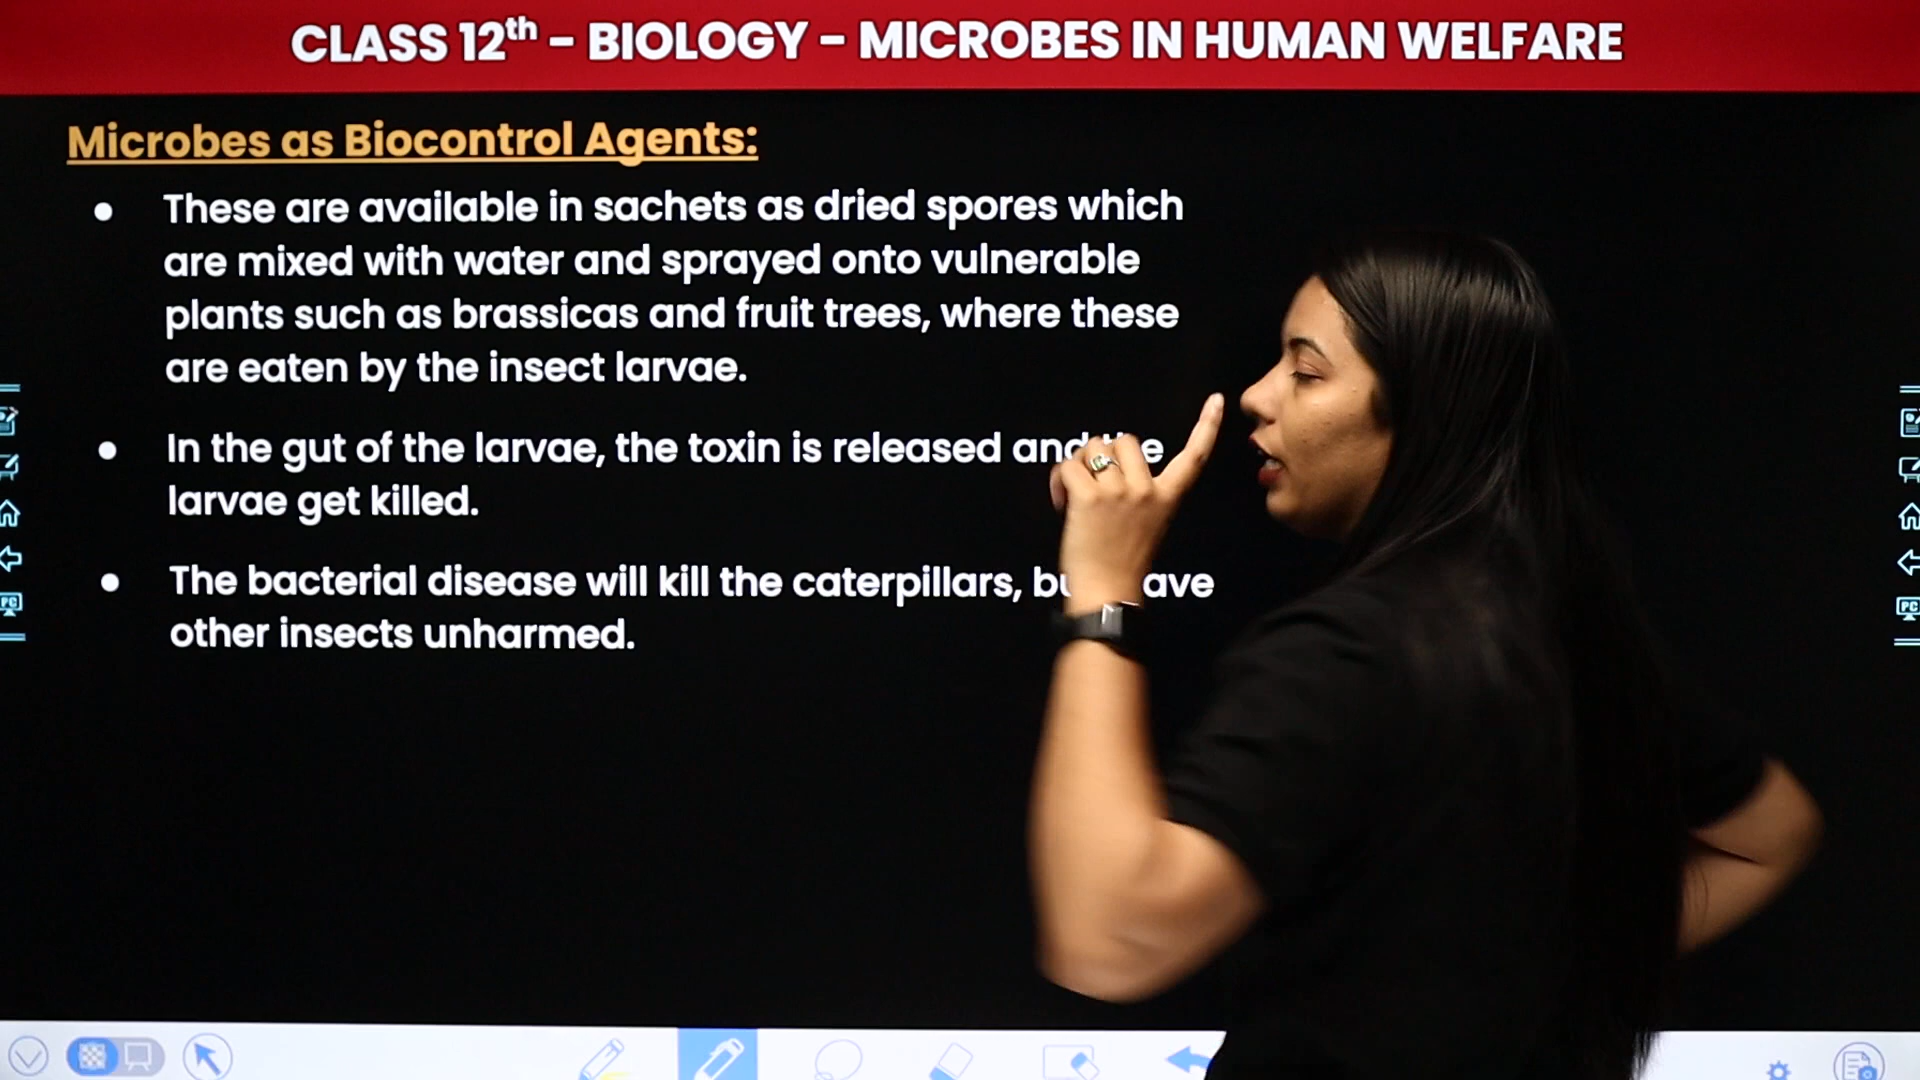 CLASS 12th - BIOLOGY - MICROBES IN HUMAN WELFARE
Microbes as Biocontrol Agents:
• These are available in sachets as dried spores which
are mixed with water and sprayed onto vulnerable
plants such as brassicas and fruit trees, where these
are eaten by the insect larvae.
• In the gut of the larvae, the toxin is released and the
larvae get killed.
• The bacterial disease will kill the caterpillars,
other insects unharmed.
PC
PC